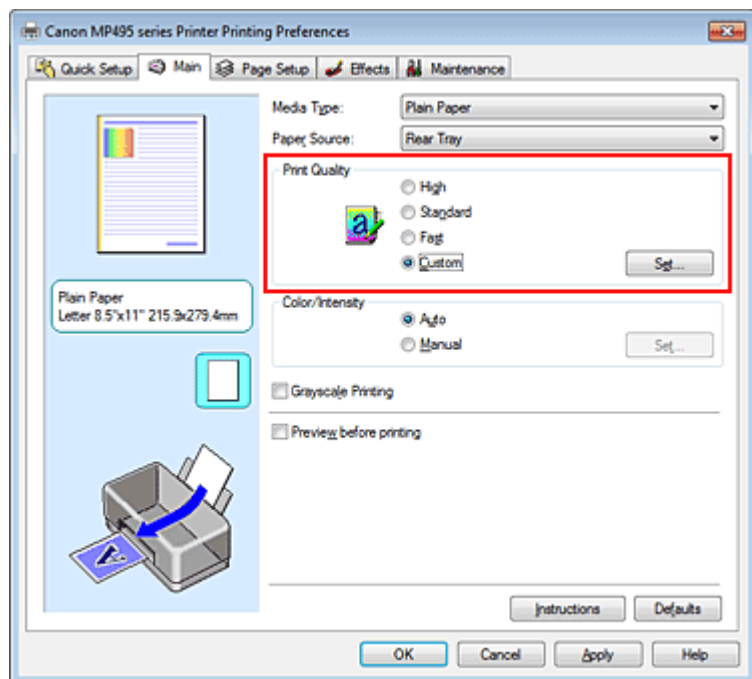 Canon MP495 series Printer Printing Preferences
Quick Setup Main Page Setup Effects Maintenance
Media Type: Plain Paper
Paper Source: Rear Tray
Print Quality
High
a
Standard
Fast
Custom Set...
Plain Paper
Letter 8.5"x11" 215.9x279.4mm
Color/Intensity
Auto
Manual Set...
Grayscale Printing
Preview before printing
A
Instructions Defaults
OK Cancel Apply Help